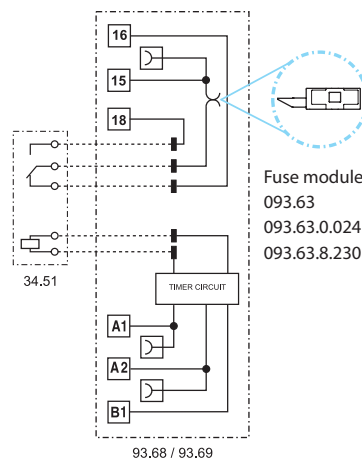 16
15
18
Fuse module
093.63
093.63.0.024
093.63.8.230
34.51
TIMER CIRCUIT
A1
A2
B1
93.68 / 93.69